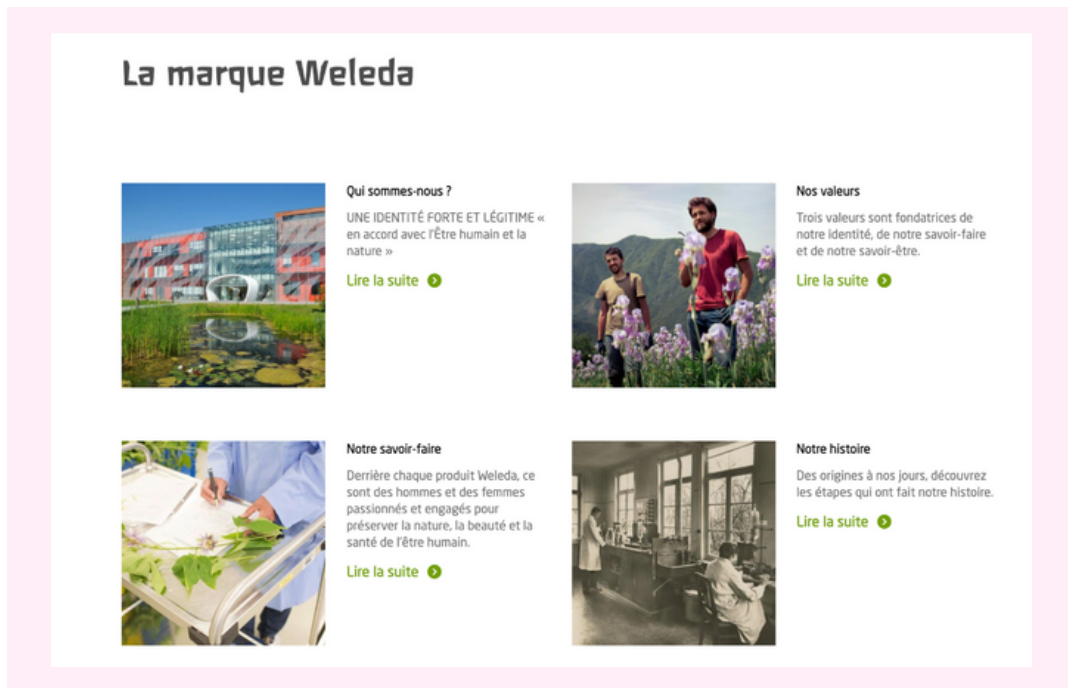 La marque Weleda
Qui sommes-nous ?
UNE IDENTITÉ FORTE ET LÉGITIME «
en accord avec l'Être humain et la
nature »
Lire la suite
Nos valeurs
Trois valeurs sont fondatrices de
notre identité, de notre savoir-faire
et de notre savoir-être.
Lire la suite
Notre savoir-faire
Derrière chaque produit Weleda, ce
sont des hommes et des femmes
passionnés et engagés pour
préserver la nature, la beauté et la
santé de l'être humain.
Lire la suite
Notre histoire
Des origines à nos jours, découvrez
les étapes qui ont fait notre histoire.
Lire la suite